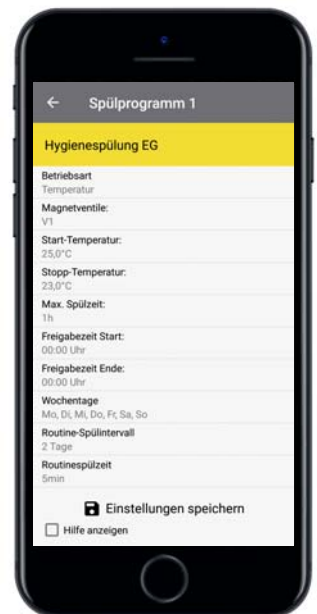 Spülprogramm 1
Hygienespülung EG
Betriebsart
Temperatur
Magnetventile:
V1
Start-Temperatur:
25,0°C
Stopp-Temperatur:
23,0°C
Max. Spülzeit:
1h
Freigabezeit Start:
00:00 Uhr
Freigabezeit Ende:
00:00 Uhr
Wochentage
Mo, Di, Mi, Do, Fr, Sa, So
Routine-Spülintervall
2 Tage
Routinespülzeit
5min
Einstellungen speichern
Hilfe anzeigen